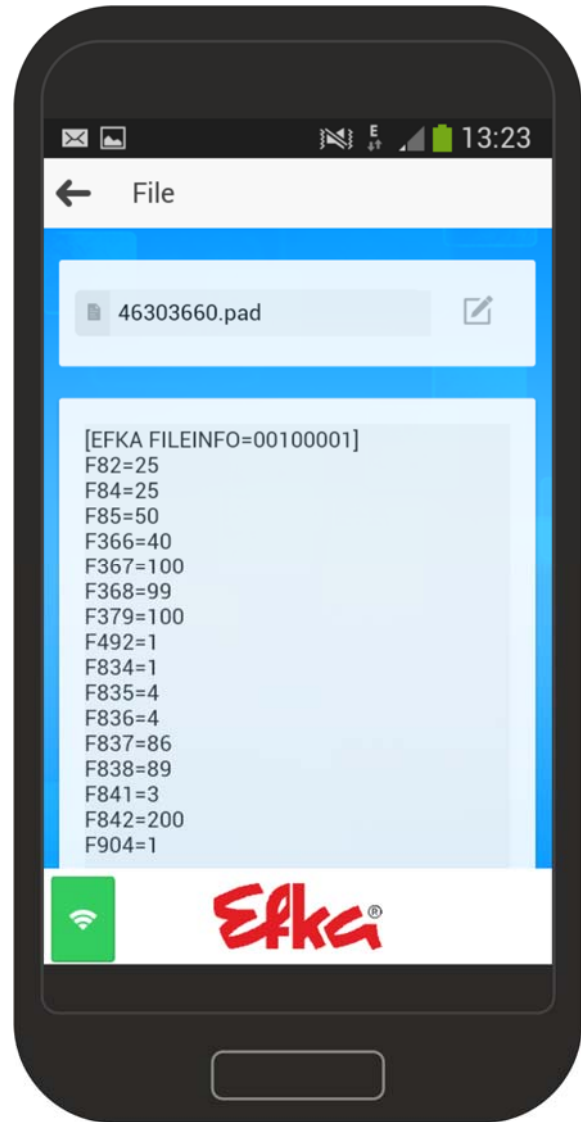 E
13:23
File
46303660.pad
[EFKA FILEINFO=00100001]
F82=25
F84=25
F85=50
F366=40
F367=100
F368=99
F379=100
F492=1
F834=1
F835=4
F836=4
F837=86
F838=89
F841=3
F842=200
F904=1
Efka®